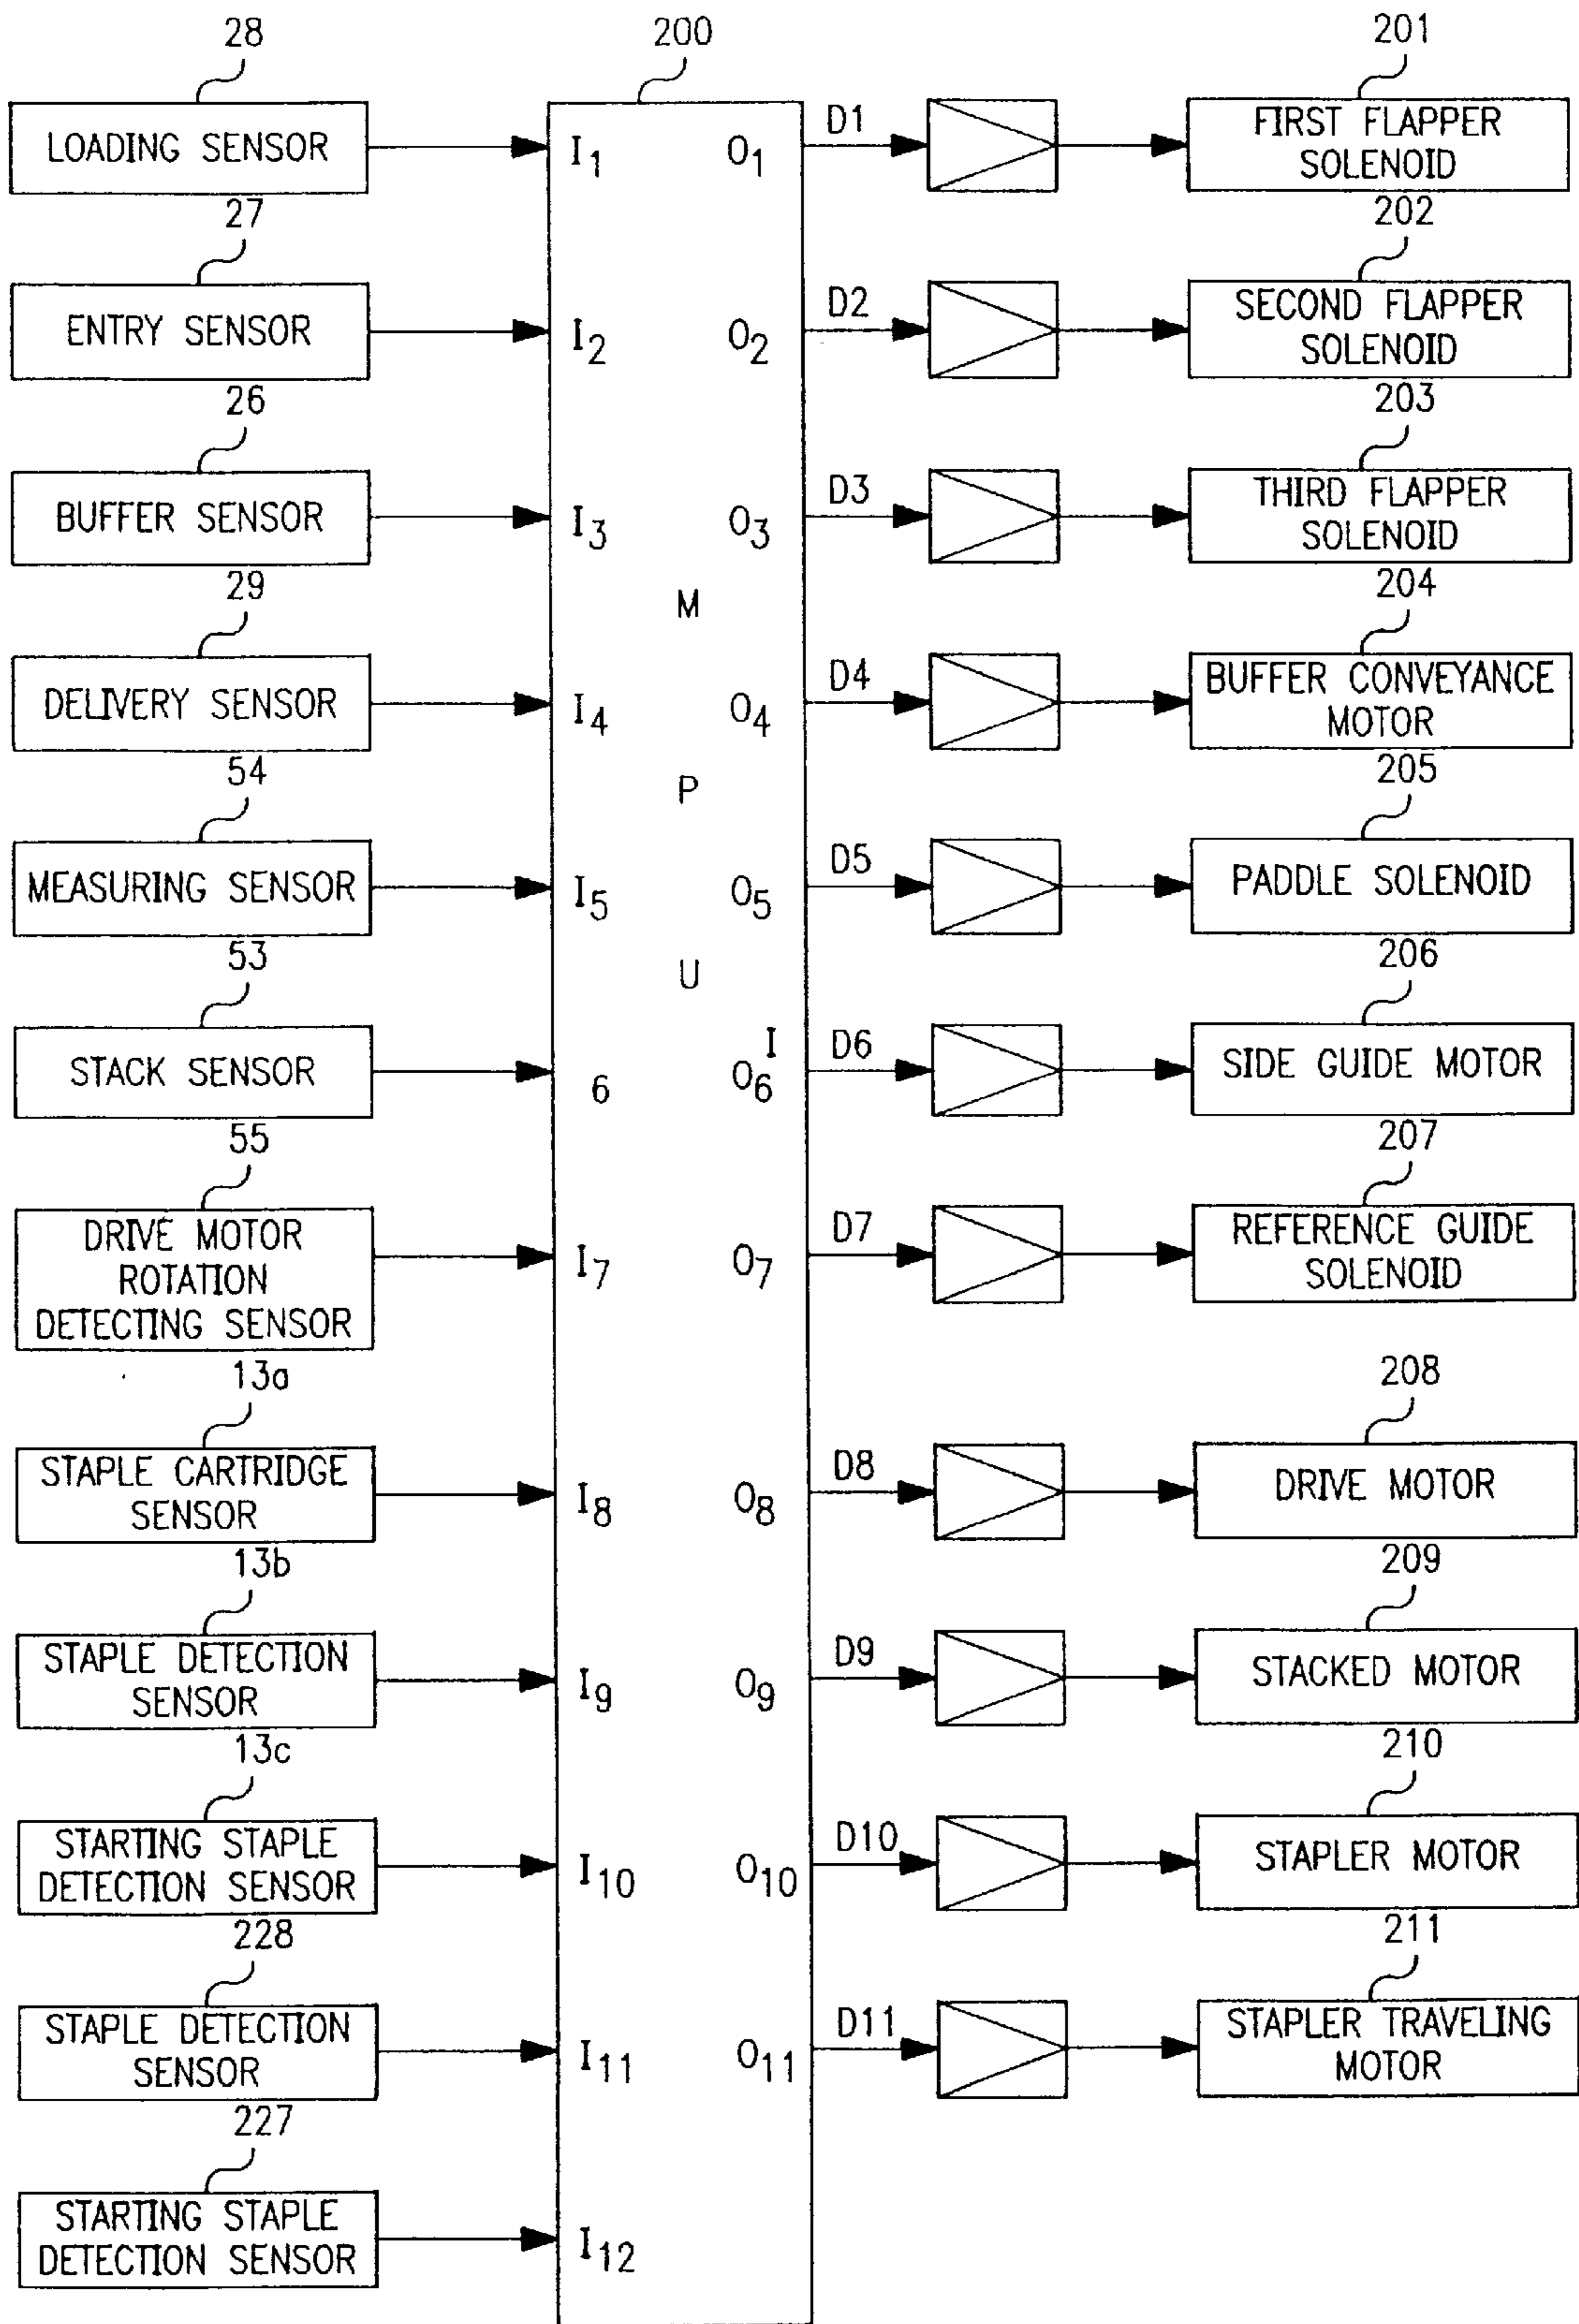 28
200
201
LOADING SENSOR
I1
O1
D1
FIRST FLAPPER
SOLENOID
27
202
ENTRY SENSOR
I2
O2
D2
SECOND FLAPPER
SOLENOID
26
203
BUFFER SENSOR
I3
O3
D3
THIRD FLAPPER
SOLENOID
M
29
204
DELIVERY SENSOR
I4
O4
D4
BUFFER CONVEYANCE
MOTOR
P
54
205
MEASURING SENSOR
I5
O5
D5
PADDLE SOLENOID
U
53
206
STACK SENSOR
6
O6
I
D6
SIDE GUIDE MOTOR
55
207
DRIVE MOTOR
ROTATION
DETECTING SENSOR
I7
O7
D7
REFERENCE GUIDE
SOLENOID
13a
208
STAPLE CARTRIDGE
SENSOR
I8
O8
D8
DRIVE MOTOR
13b
209
STAPLE DETECTION
SENSOR
I9
O9
D9
STACKED MOTOR
13c
210
STARTING STAPLE
DETECTION SENSOR
I10
O10
D10
STAPLER MOTOR
228
211
STAPLE DETECTION
SENSOR
I11
O11
D11
STAPLER TRAVELING
MOTOR
227
STARTING STAPLE
DETECTION SENSOR
I12